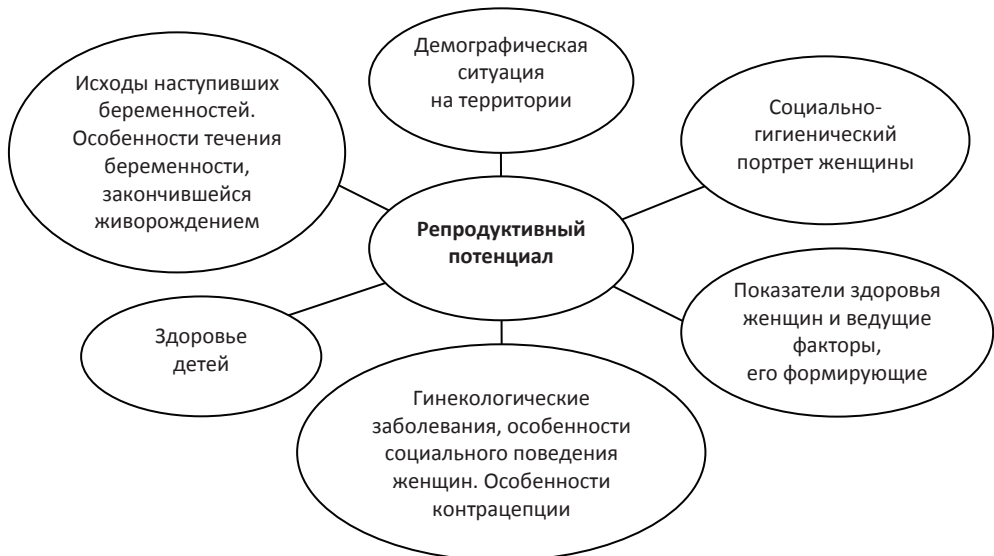 Демографическая
ситуация
на территории
Исходы наступивших
беременностей.
Особенности течения
беременности,
закончившейся
живорождением
Социально-
гигиенический
портрет женщины
Репродуктивный
потенциал
Здоровье
детей
Показатели здоровья
женщин и ведущие
факторы,
его формирующие
Гинекологические
заболевания, особенности
социального поведения
женщин. Особенности
контрацепции